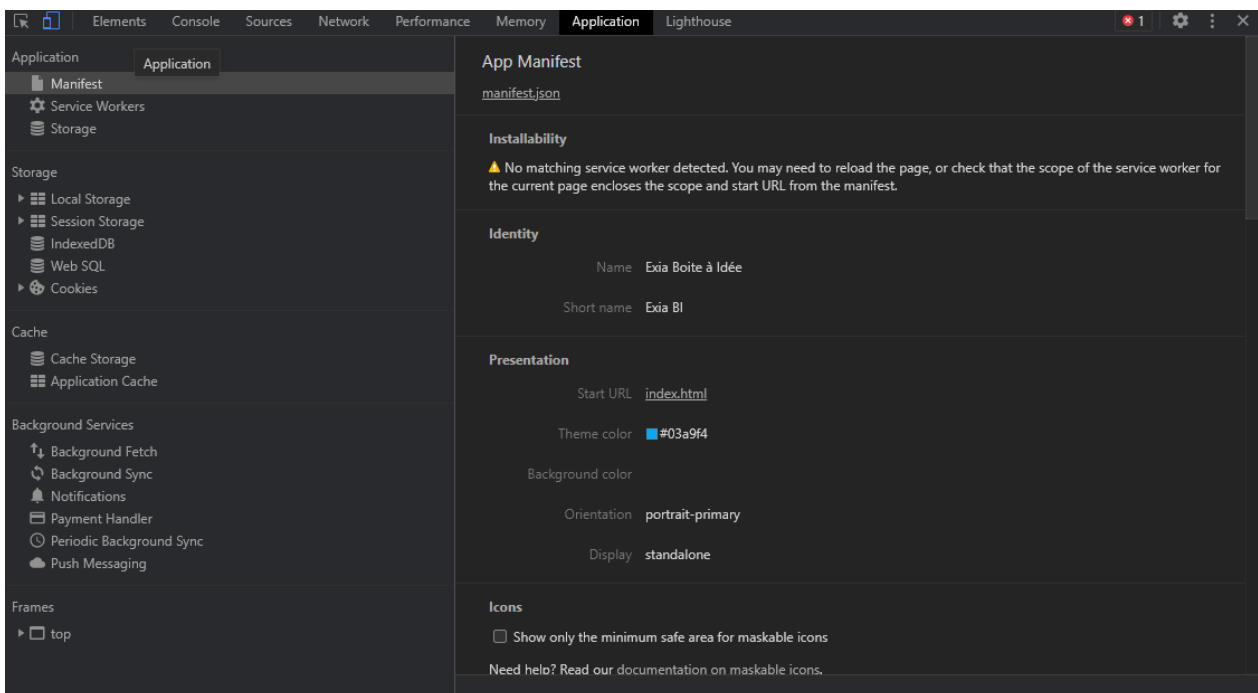 Elements Console Sources Network Performance Memory Application Lighthouse 1
Application
Application
Manifest
Service Workers
Storage
Storage
Local Storage
Session Storage
IndexedDB
Web SQL
Cookies
Cache
Cache Storage
Application Cache
Background Services
Background Fetch
Background Sync
Notifications
Payment Handler
Periodic Background Sync
Push Messaging
Frames
top
App Manifest
manifest.json
Installability
No matching service worker detected. You may need to reload the page, or check that the scope of the service worker for
the current page encloses the scope and start URL from the manifest.
Identity
Name Exia Boite à Idée
Short name Exia BI
Presentation
Start URL index.html
Theme color #03a9f4
Background color
Orientation portrait-primary
Display standalone
Icons
Show only the minimum safe area for maskable icons
Need help? Read our documentation on maskable icons.